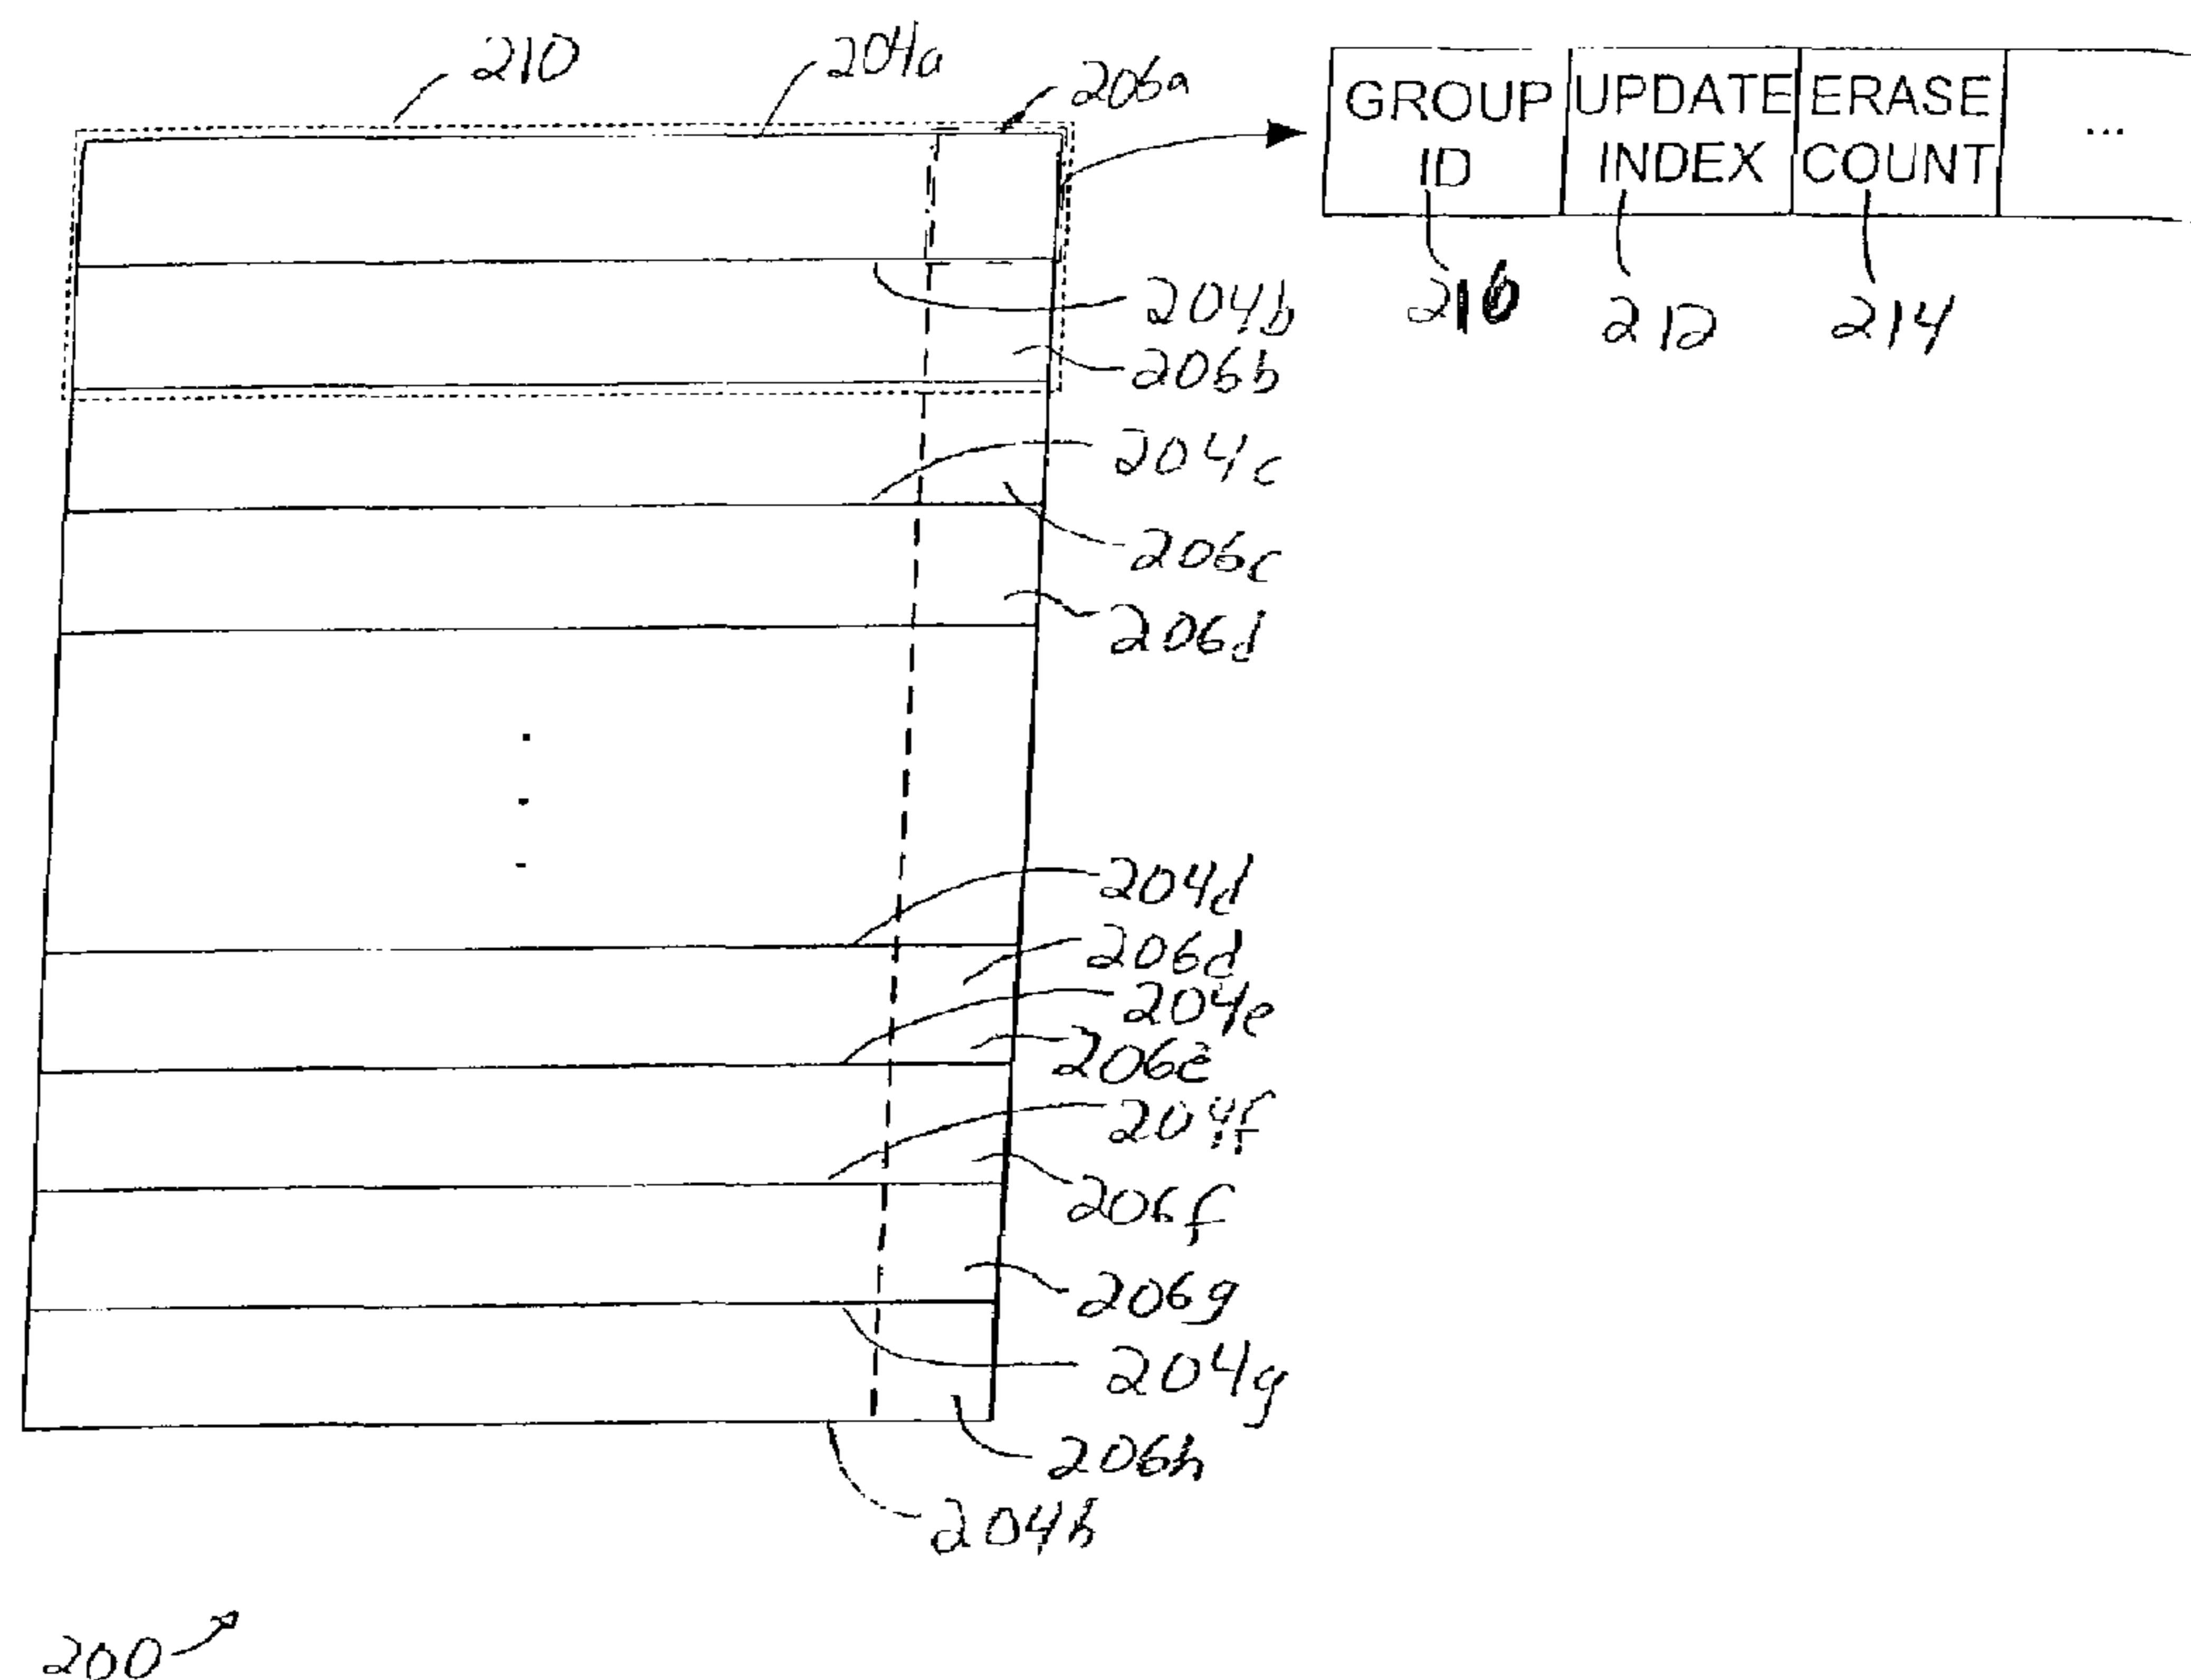 210
204a
206a
GROUP ID
UPDATE INDEX
ERASE COUNT
...
216
212
214
204b
206b
204c
206c
206d
204d
206d
204e
206e
204f
206f
206g
204g
206h
204h
200